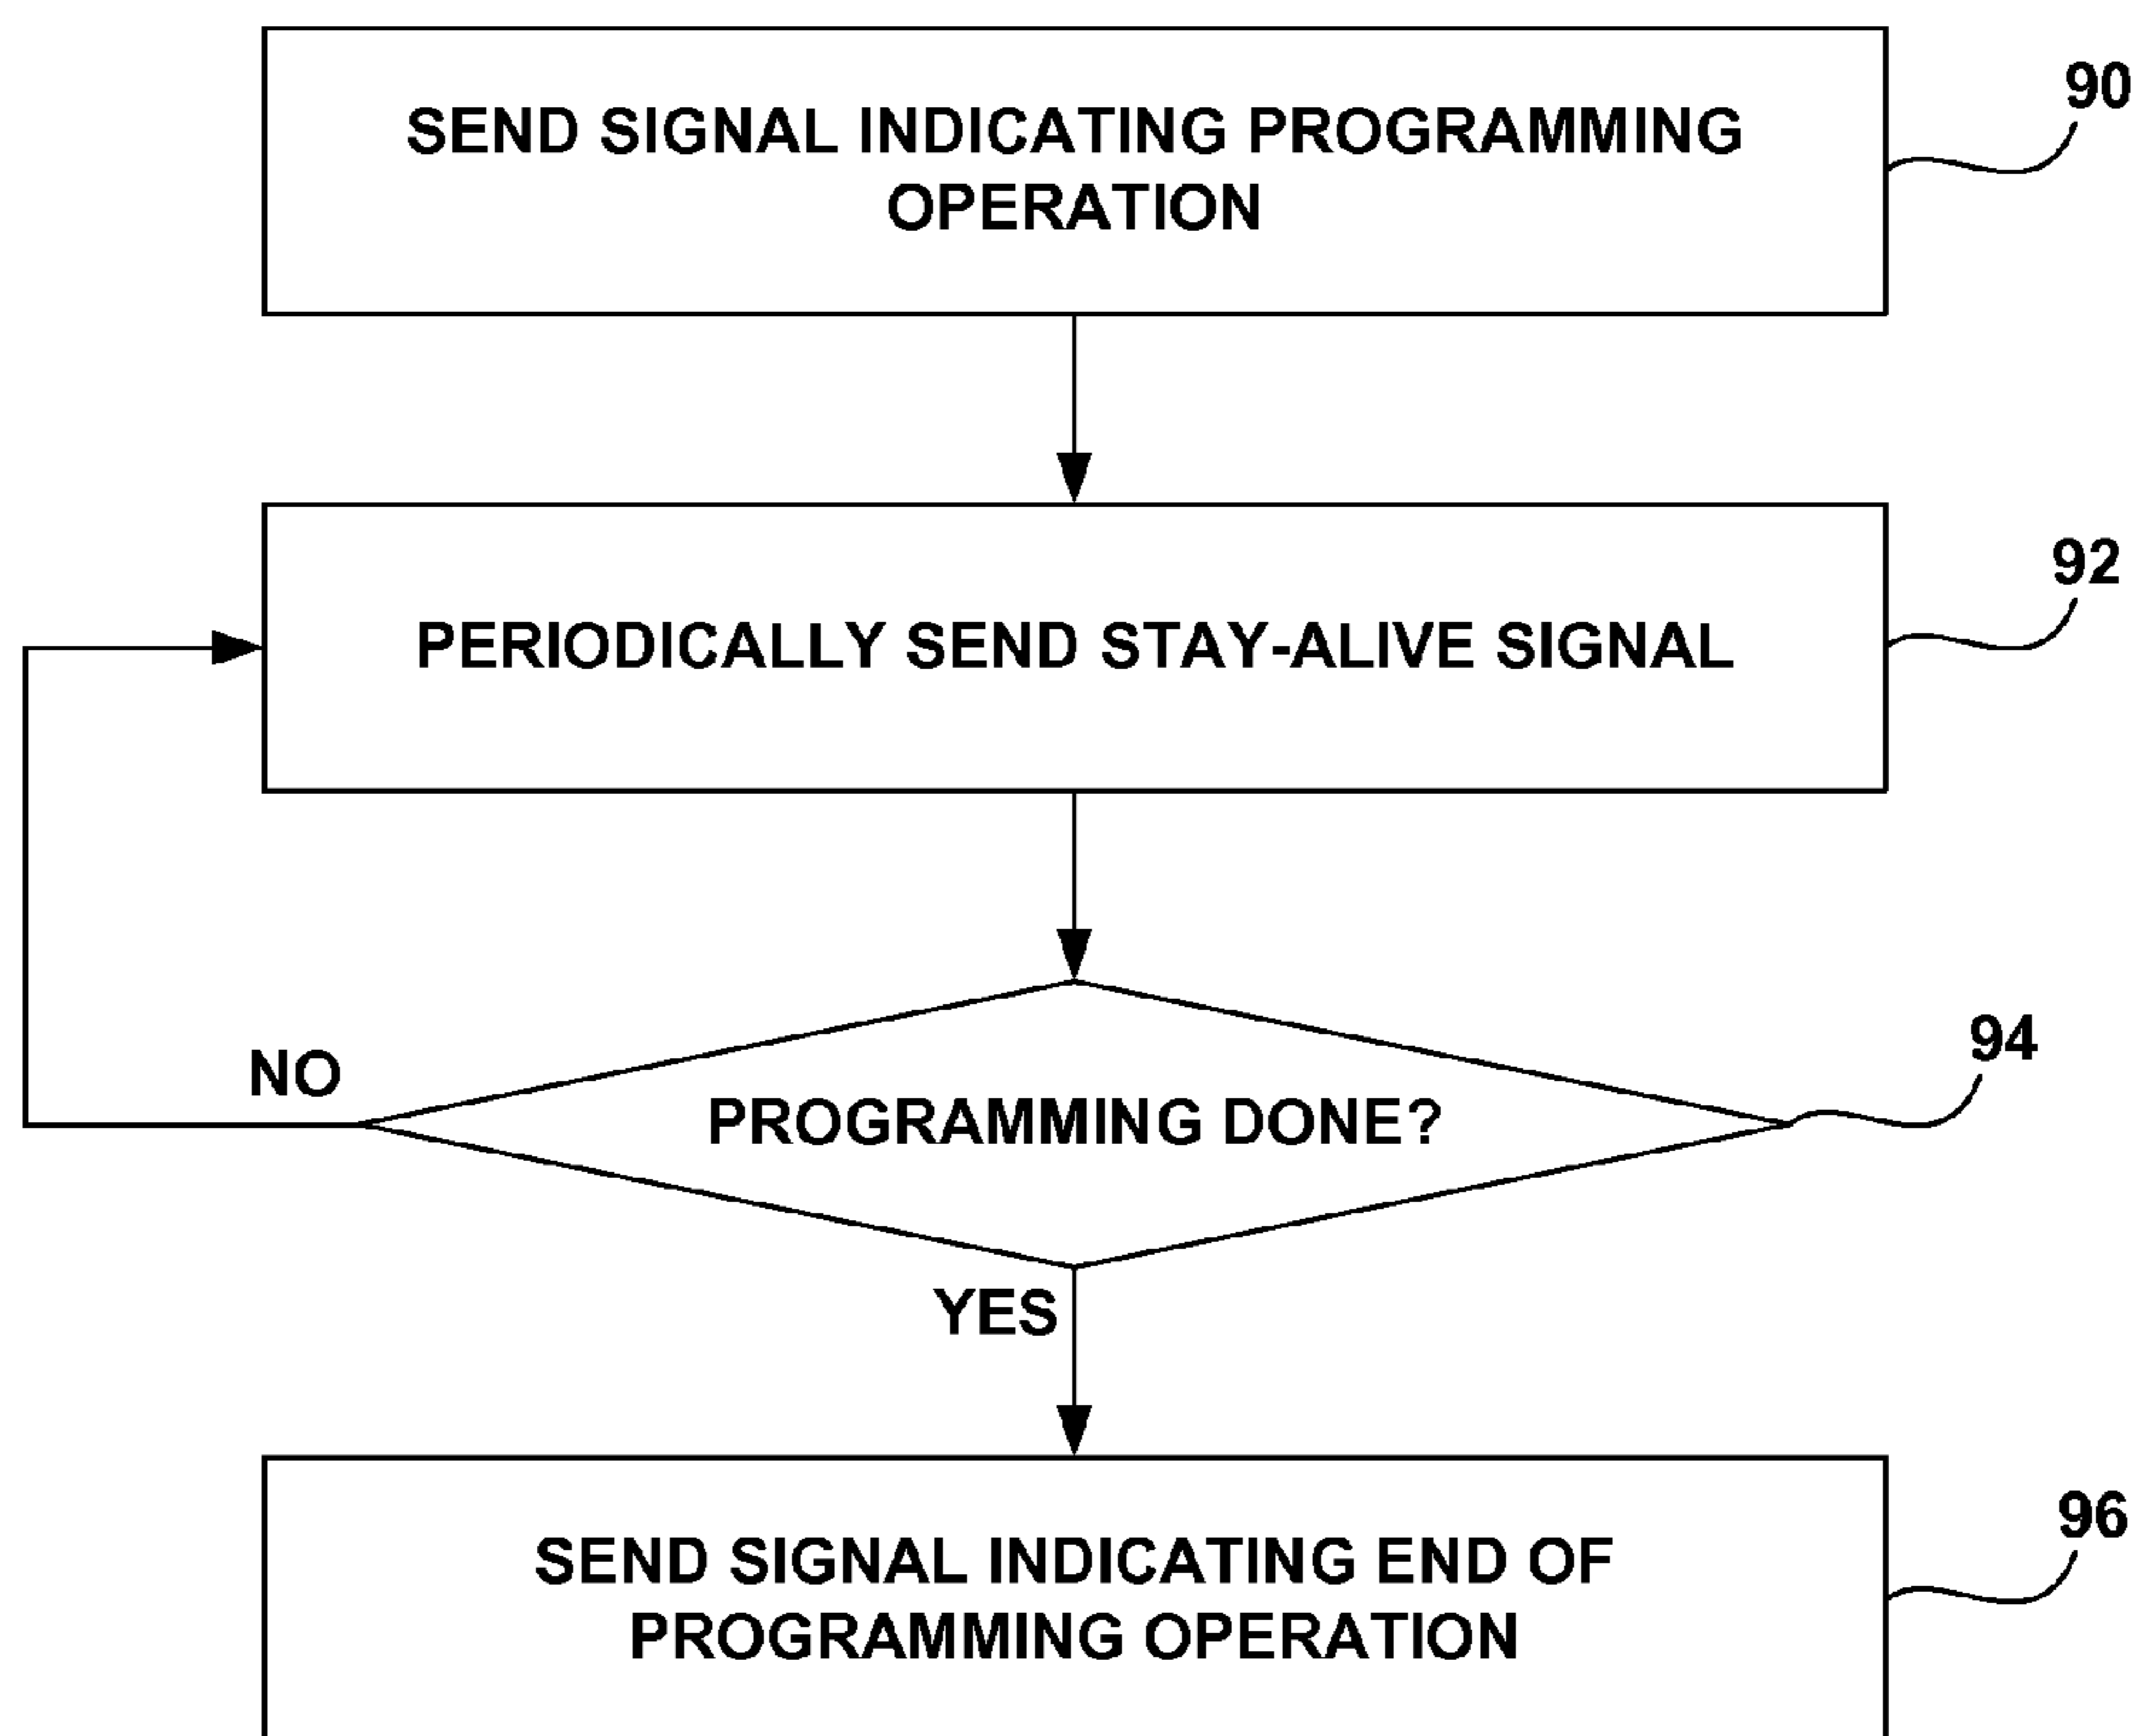 SEND SIGNAL INDICATING PROGRAMMING
OPERATION
90
PERIODICALLY SEND STAY-ALIVE SIGNAL
92
PROGRAMMING DONE?
94
NO
YES
SEND SIGNAL INDICATING END OF
PROGRAMMING OPERATION
96